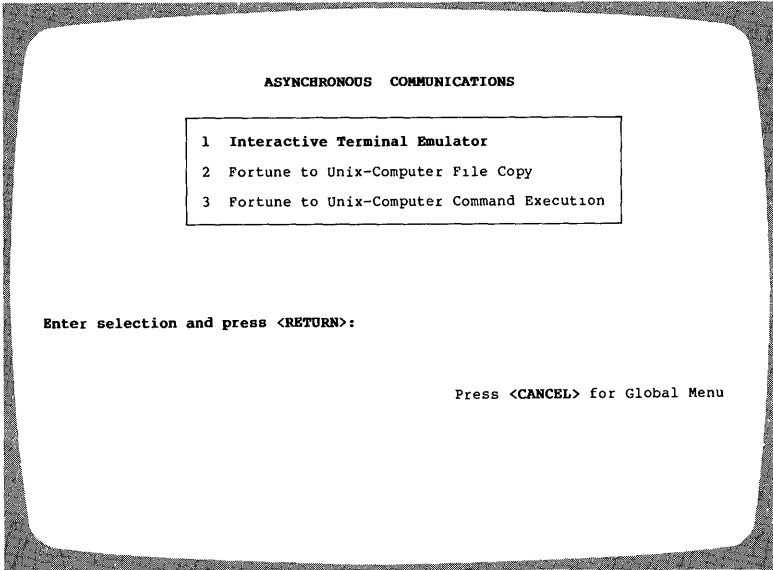 ASYNCHRONOUS COMMUNICATIONS
1 Interactive Terminal Emulator
2 Fortune to Unix-Computer File Copy
3 Fortune to Unix-Computer Command Execution
Enter selection and press <RETURN>:
Press <CANCEL> for Global Menu